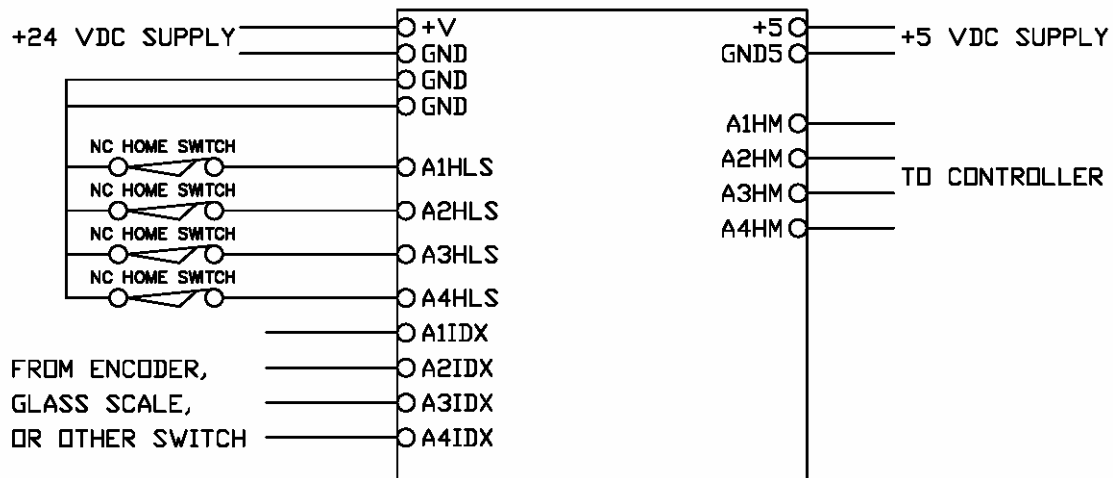 +24 VDC SUPPLY
+V
GND
GND
GND
NC HOME SWITCH
A1HLS
NC HOME SWITCH
A2HLS
NC HOME SWITCH
A3HLS
NC HOME SWITCH
A4HLS
A1IDX
FROM ENCODER,
A2IDX
GLASS SCALE,
A3IDX
OR OTHER SWITCH
A4IDX
+5
+5 VDC SUPPLY
GND5
A1HM
A2HM
TO CONTROLLER
A3HM
A4HM